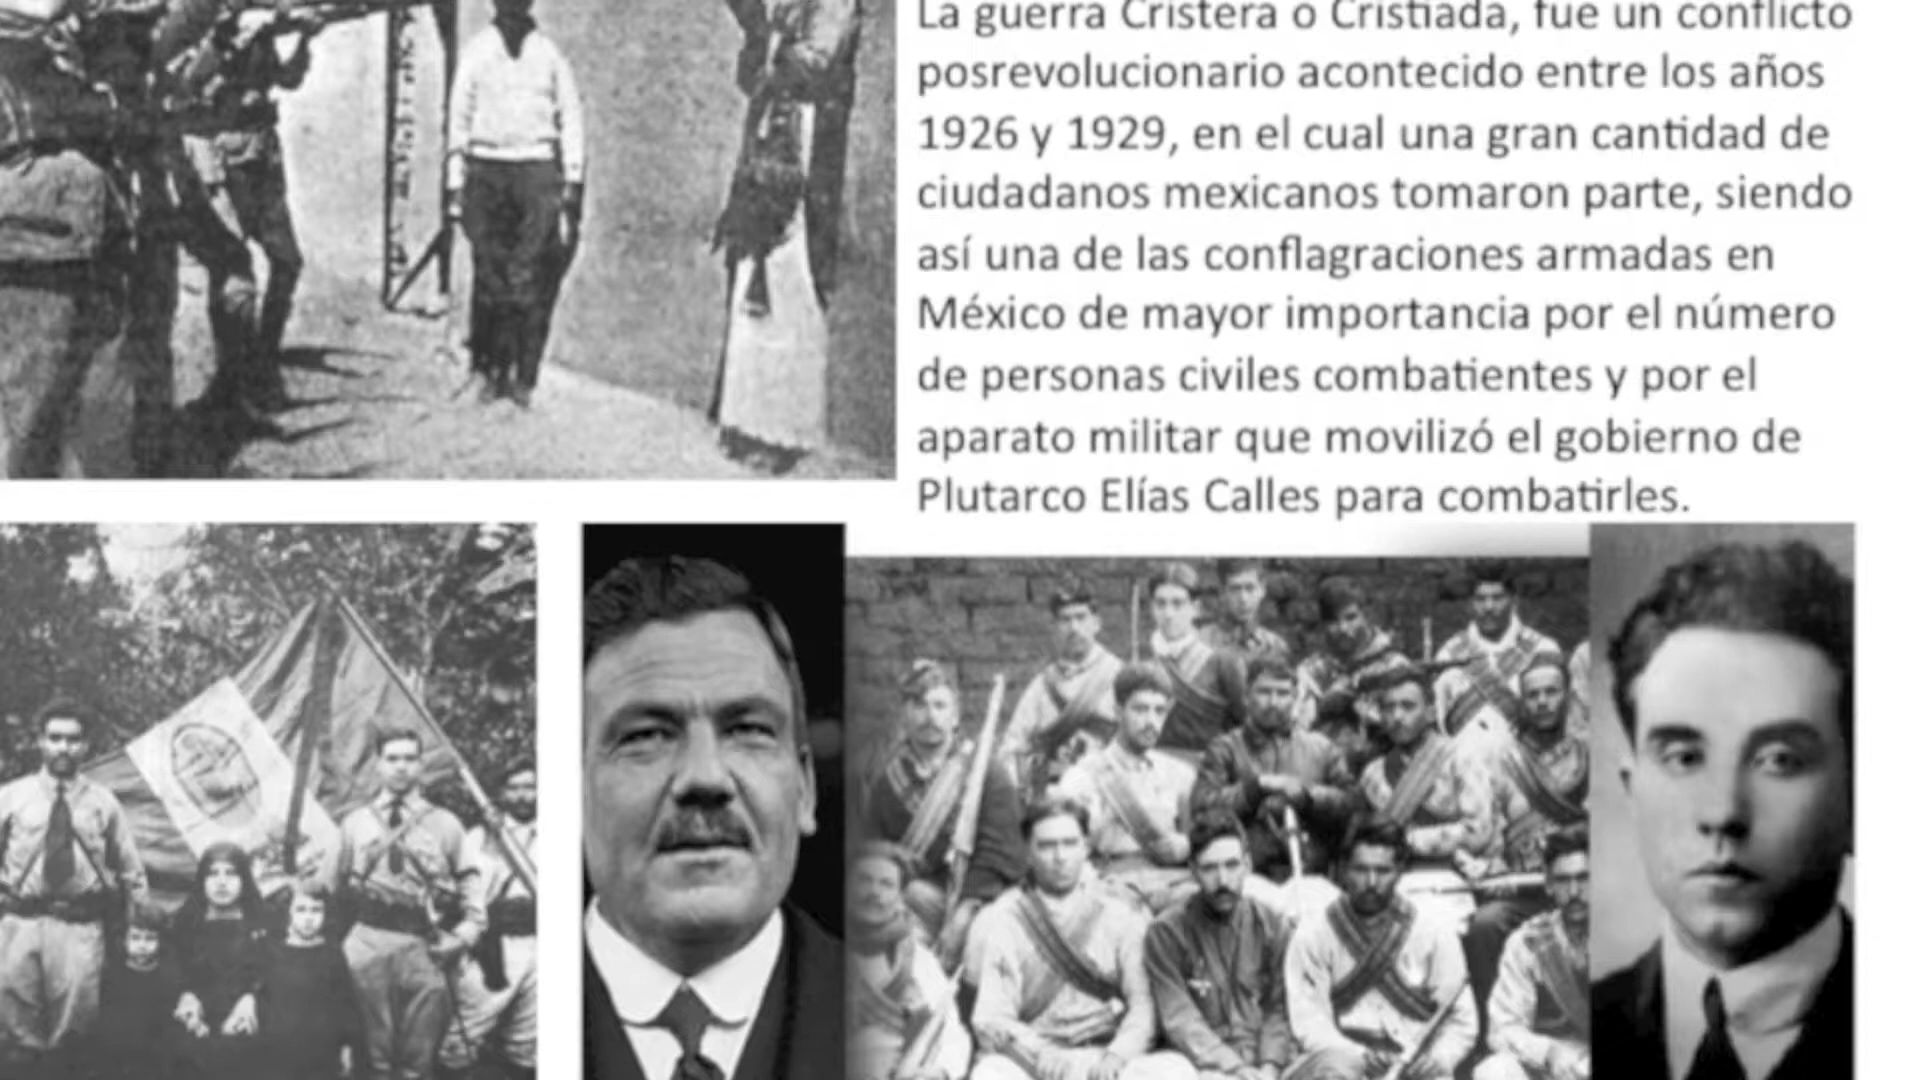 La guerra Cristera o Cristiada, fue un conflicto
posrevolucionario acontecido entre los años
1926 y 1929, en el cual una gran cantidad de
ciudadanos mexicanos tomaron parte, siendo
así una de las conflagraciones armadas en
México de mayor importancia por el número
de personas civiles combatientes y por el
aparato militar que movilizó el gobierno de
Plutarco Elías Calles para combatirles.